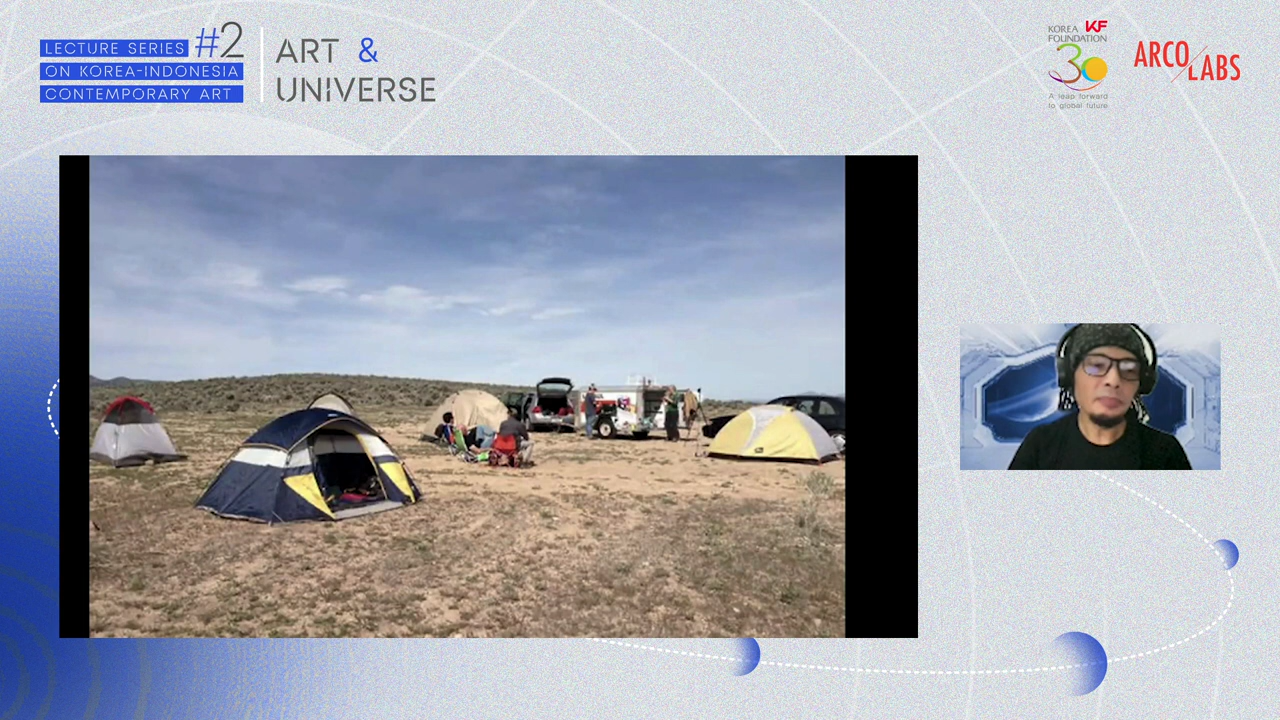 LECTURE SERIES #2
ON KOREA-INDONESIA
CONTEMPORARY ART
ART &
UNIVERSE
KOREA KF
FOUNDATION
30
A leap forward
to global future
ARCO
LABS